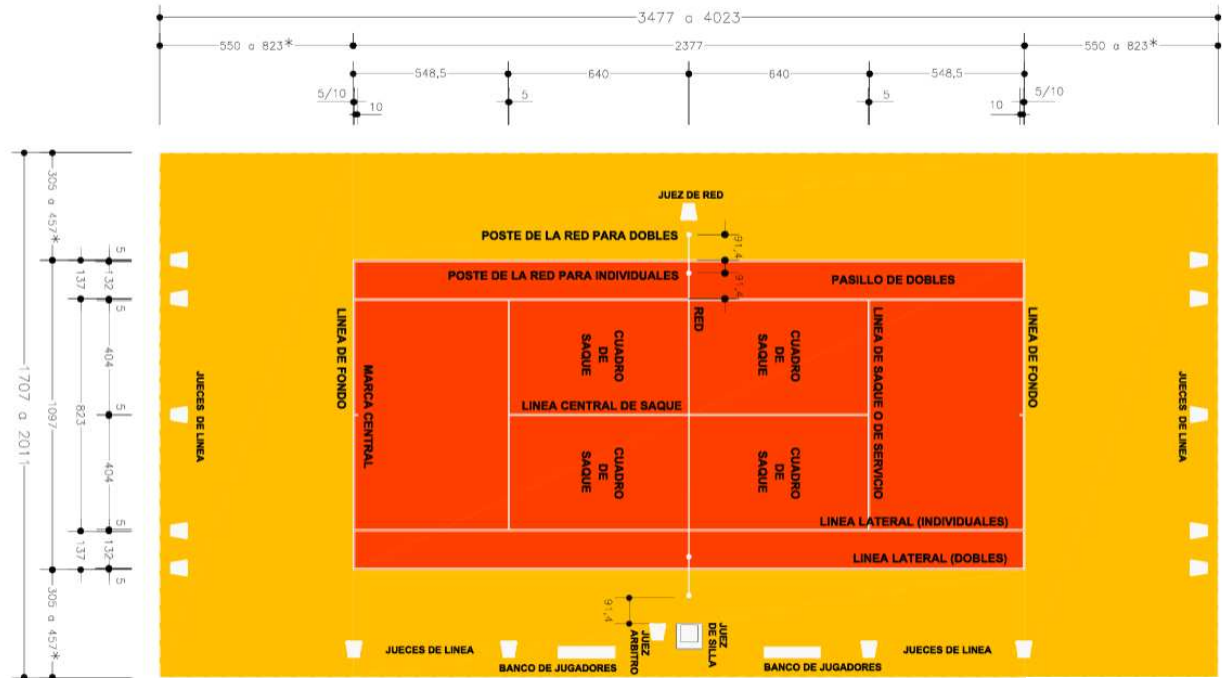 3477 a 4023
550 a 823*
2377
550 a 823*
548,5
640
640
548,5
5/10
10
5
5
10
5/10
305 a 457*
5
137
132
5
404
1707 a 2011
1097
823
5
404
5
137
132
5
305 a 457*
JUEZ DE RED
POSTE DE LA RED PARA DOBLES
91,4
POSTE DE LA RED PARA INDIVIDUALES
91,4
PASILLO DE DOBLES
LINEA DE FONDO
RED
CUADRO
DE
SAQUE
CUADRO
DE
SAQUE
LINEA DE SAQUE O DE SERVICIO
LINEA DE FONDO
JUECES DE LINEA
MARCA CENTRAL
LINEA CENTRAL DE SAQUE
JUECES DE LINEA
CUADRO
DE
SAQUE
CUADRO
DE
SAQUE
LINEA LATERAL (INDIVIDUALES)
LINEA LATERAL (DOBLES)
91,4
JUEZ
ARBITRO
JUEZ
DE SILLA
JUECES DE LINEA
JUECES DE LINEA
BANCO DE JUGADORES
BANCO DE JUGADORES